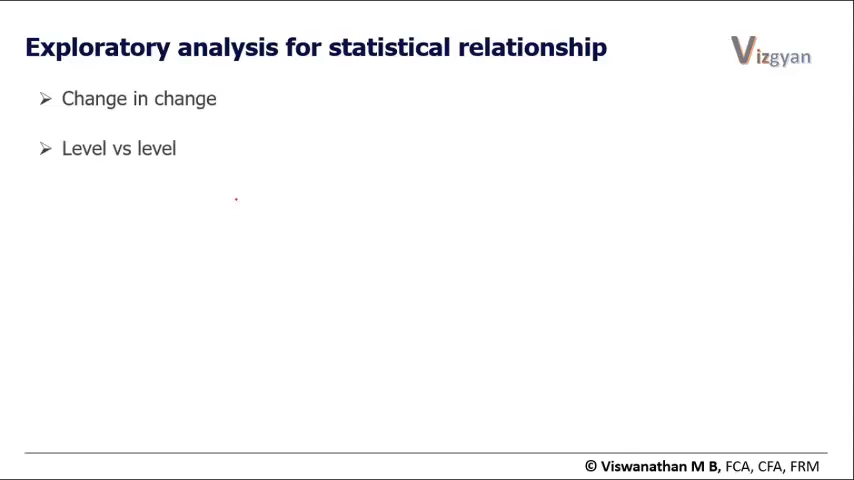 Exploratory analysis for statistical relationship
Vizgyan
Change in change
Level vs level
© Viswanathan M B, FCA, CFA, FRM